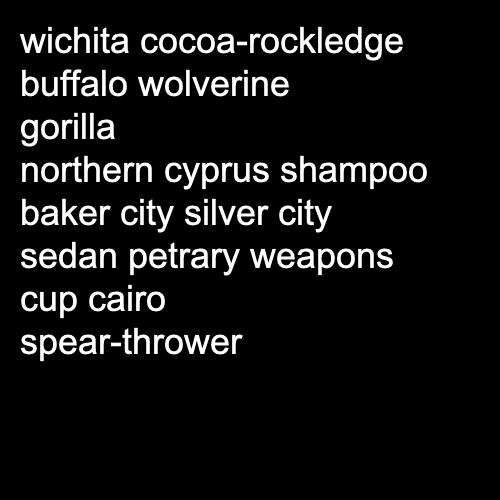 wichita cocoa-rockledge
buffalo wolverine
gorilla
northern cyprus shampoo
baker city silver city
sedan petrary weapons
cup cairo
spear-thrower